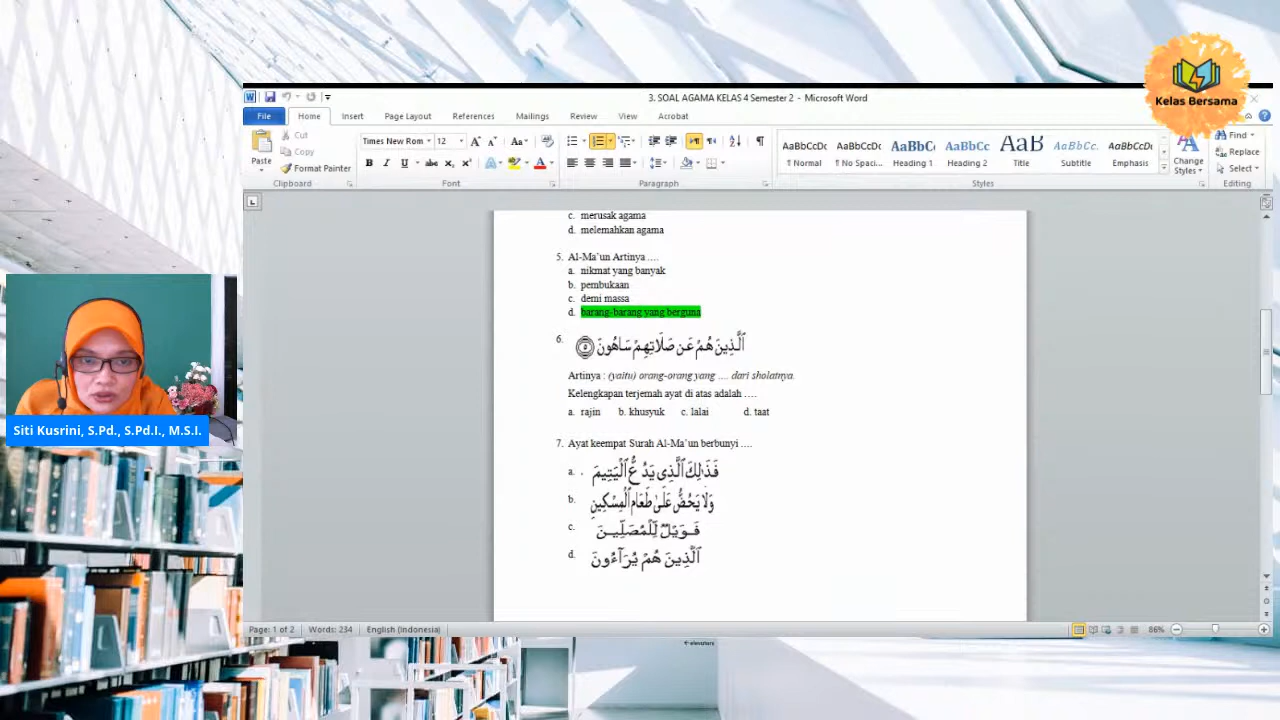 Kelas Bersama
3. SOAL AGAMA KELAS 4 Semester 2 - Microsoft Word
File Home Insert Page Layout References Mailings Review View Acrobat
Paste
Cut
Copy
Format Painter
Clipboard
Times New Rom 12
Font
Paragraph
AaBbCcDc AaBbCcDc AaBbC AaBbCc AaB AaBbCc. AaBbCcDt
¶ Normal ¶ No Spaci... Heading 1 Heading 2 Title Subtitle Emphasis
Change Styles
Styles
Find
Replace
Select
Editing
c. merusak agama
d. melemahkan agama
5. Al-Ma’un Artinya ....
a. nikmat yang banyak
b. pembukaan
c. demi massa
d. barang-barang yang berguna
6. ٱلَّذِينَ هُمْ عَن صَلَاتِهِمْ سَاهُونَ ٥
Artinya : (yaitu) orang-orang yang .... dari sholatnya.
Kelengkapan terjemah ayat di atas adalah ....
a. rajin b. khusyuk c. lalai d. taat
7. Ayat keempat Surah Al-Ma’un berbunyi ....
a. . فَذَٰلِكَ ٱلَّذِى يَدُعُّ ٱلْيَتِيمَ
b. وَلَا يَحُضُّ عَلَىٰ طَعَامِ ٱلْمِسْكِينِ
c. فَوَيْلٌ لِّلْمُصَلِّينَ
d. ٱلَّذِينَ هُمْ يُرَآءُونَ
Siti Kusrini, S.Pd., S.Pd.I., M.S.I.
Page: 1 of 2 Words: 234 English (Indonesia) 86%
elevators